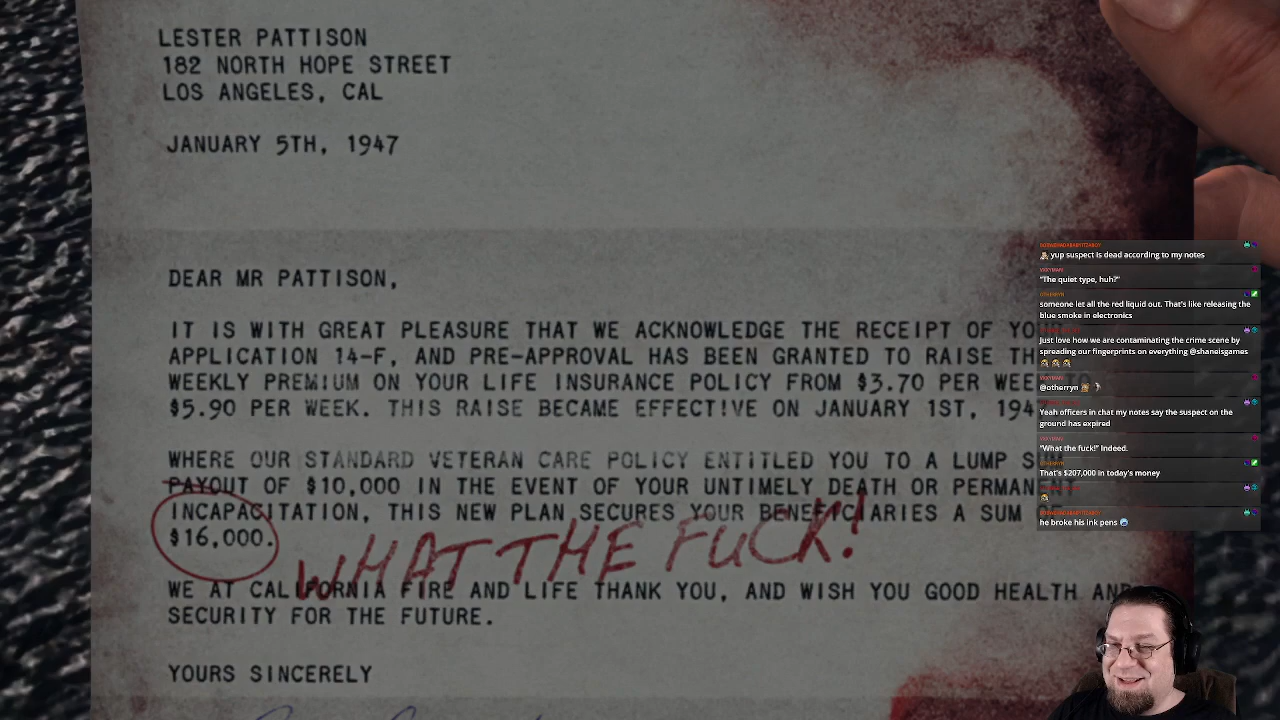 LESTER PATTISON
182 NORTH HOPE STREET
LOS ANGELES, CAL
JANUARY 5TH, 1947
DEAR MR PATTISON,
IT IS WITH GREAT PLEASURE THAT WE ACKNOWLEDGE THE RECEIPT OF
APPLICATION 14-F, AND PRE-APPROVAL HAS BEEN GRANTED TO RAISE
WEEKLY PREMIUM ON YOUR LIFE INSURANCE POLICY FROM $3.70 PER
$5.90 PER WEEK. THIS RAISE BECAME EFFECTIVE ON JANUARY 1ST,
WHERE OUR STANDARD VETERAN CARE POLICY ENTITLED YOU TO A LUMP
PAYOUT OF $10,000 IN THE EVENT OF YOUR UNTIMELY DEATH OR PERMANENT
INCAPACITATION, THIS NEW PLAN SECURES YOUR BENEFICIARIES A SUM
$16,000.
WHAT THE FUCK!
WE AT CALIFORNIA FIRE AND LIFE THANK YOU, AND WISH YOU GOOD HEALTH AND
SECURITY FOR THE FUTURE.
YOURS SINCERELY
yup suspect is dead according to my notes
"The quiet type, huh?"
someone let all the red liquid out. That's like releasing the
blue smoke in electronics
Just love how we are contaminating the crime scene by
spreading our fingerprints on everything @shaneisgames
@otherryn
Yeah officers in chat my notes say the suspect on the
ground has expired
"What the fuck!" Indeed.
That's $207,000 in today's money
he broke his ink pens